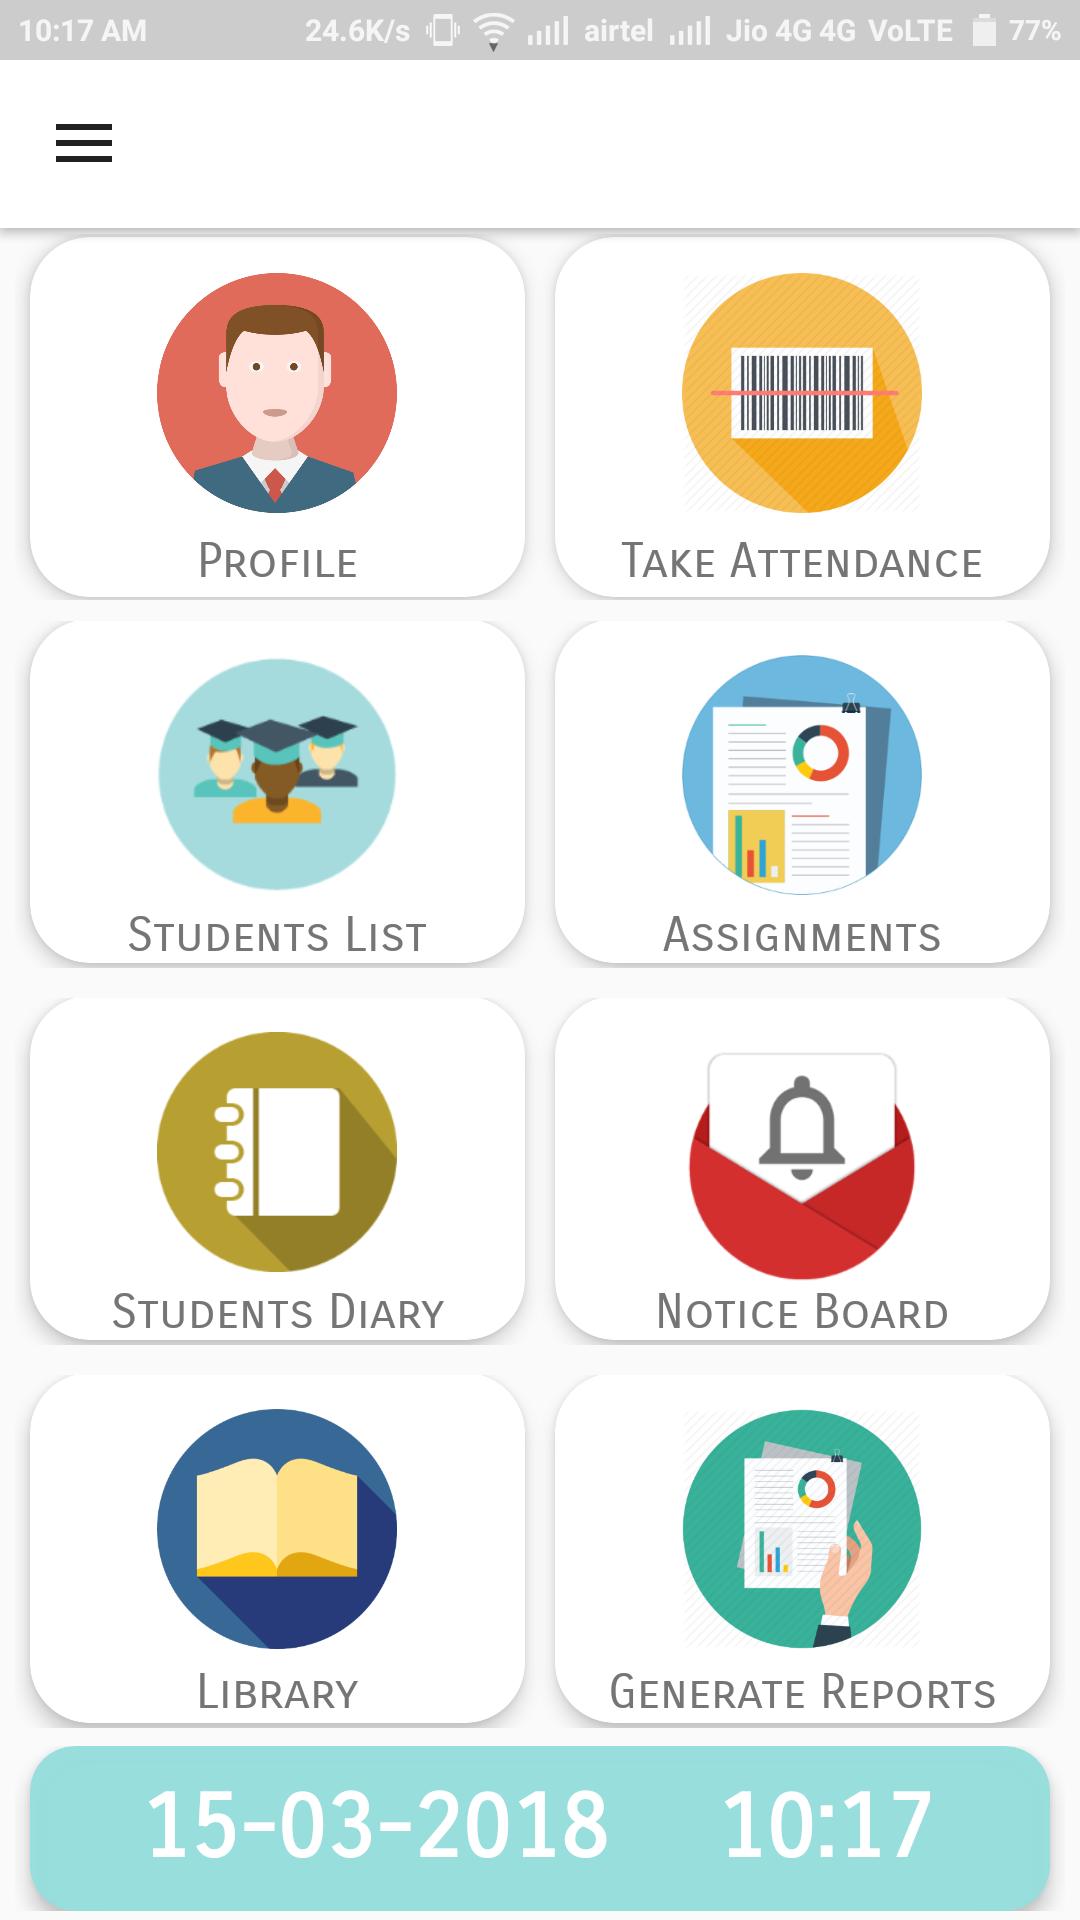 10:17 AM 24.6K/s airtel Jio 4G 4G VoLTE 77%
Profile
Take Attendance
Students List
Assignments
Students Diary
Notice Board
Library
Generate Reports
15-03-2018 10:17